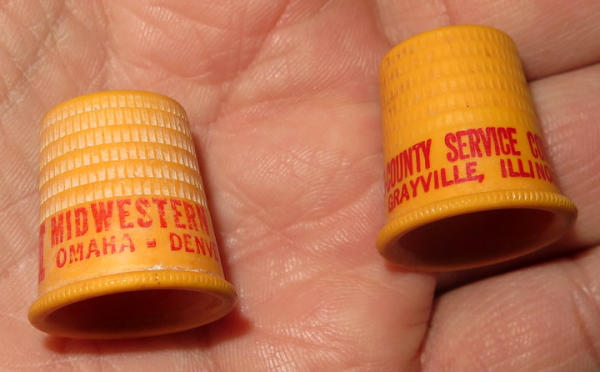 MIDWESTERN
OMAHA - DENV
COUNTY SERVICE CO
GRAYVILLE, ILLINO